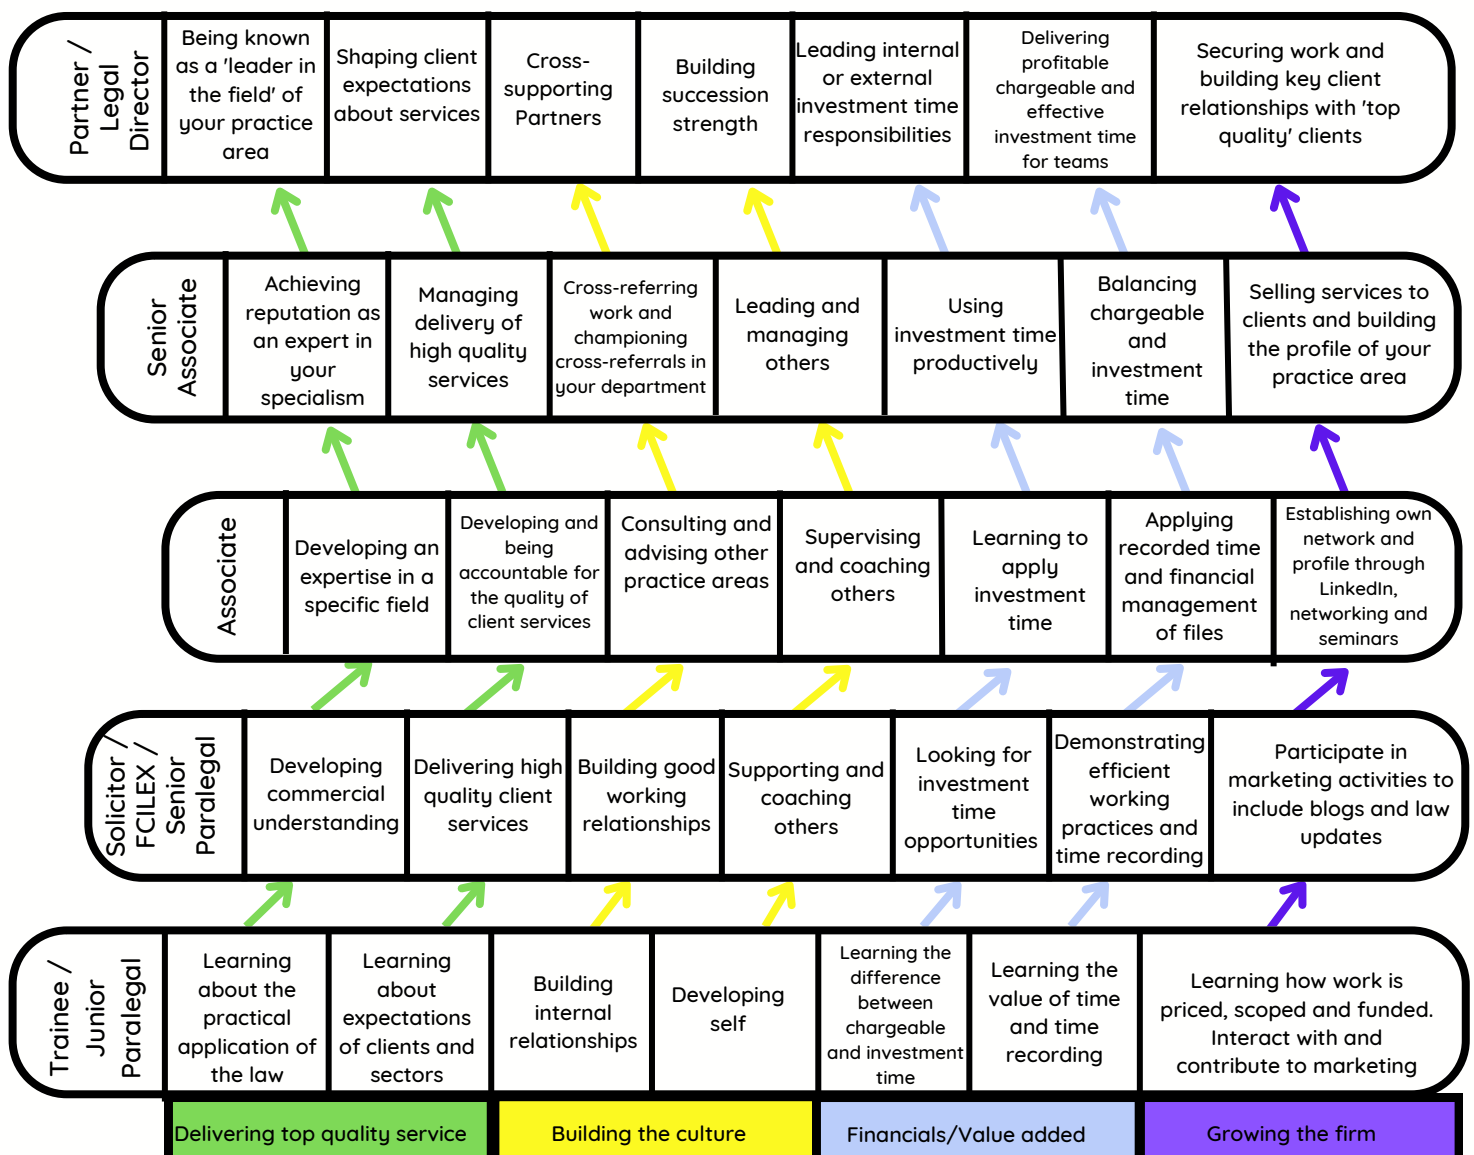 Partner /
Legal
Director
Being known
as a 'leader in
the field' of
your practice
area
Shaping client
expectations
about services
Cross-
supporting
Partners
Building
succession
strength
Leading internal
or external
investment time
responsibilities
Delivering
profitable
chargeable and
effective
investment time
for teams
Securing work and
building key client
relationships with 'top
quality' clients
Senior
Associate
Achieving
reputation as
an expert in
your
specialism
Managing
delivery of
high quality
services
Cross-referring
work and
championing
cross-referrals in
your department
Leading and
managing
others
Using
investment time
productively
Balancing
chargeable
and
investment
time
Selling services to
clients and building
the profile of your
practice area
Associate
Developing an
expertise in a
specific field
Developing and
being
accountable for
the quality of
client services
Consulting and
advising other
practice areas
Supervising
and coaching
others
Learning to
apply
investment
time
Applying
recorded time
and financial
management
of files
Establishing own
network and
profile through
LinkedIn,
networking and
seminars
Solicitor /
FCILEX /
Senior
Paralegal
Developing
commercial
understanding
Delivering high
quality client
services
Building good
working
relationships
Supporting and
coaching
others
Looking for
investment
time
opportunities
Demonstrating
efficient
working
practices and
time recording
Participate in
marketing activities to
include blogs and law
updates
Trainee /
Junior
Paralegal
Learning
about the
practical
application of
the law
Learning
about
expectations
of clients and
sectors
Building
internal
relationships
Developing
self
Learning the
difference
between
chargeable
and investment
time
Learning the
value of time
and time
recording
Learning how work is
priced, scoped and funded.
Interact with and
contribute to marketing
Delivering top quality service
Building the culture
Financials/Value added
Growing the firm